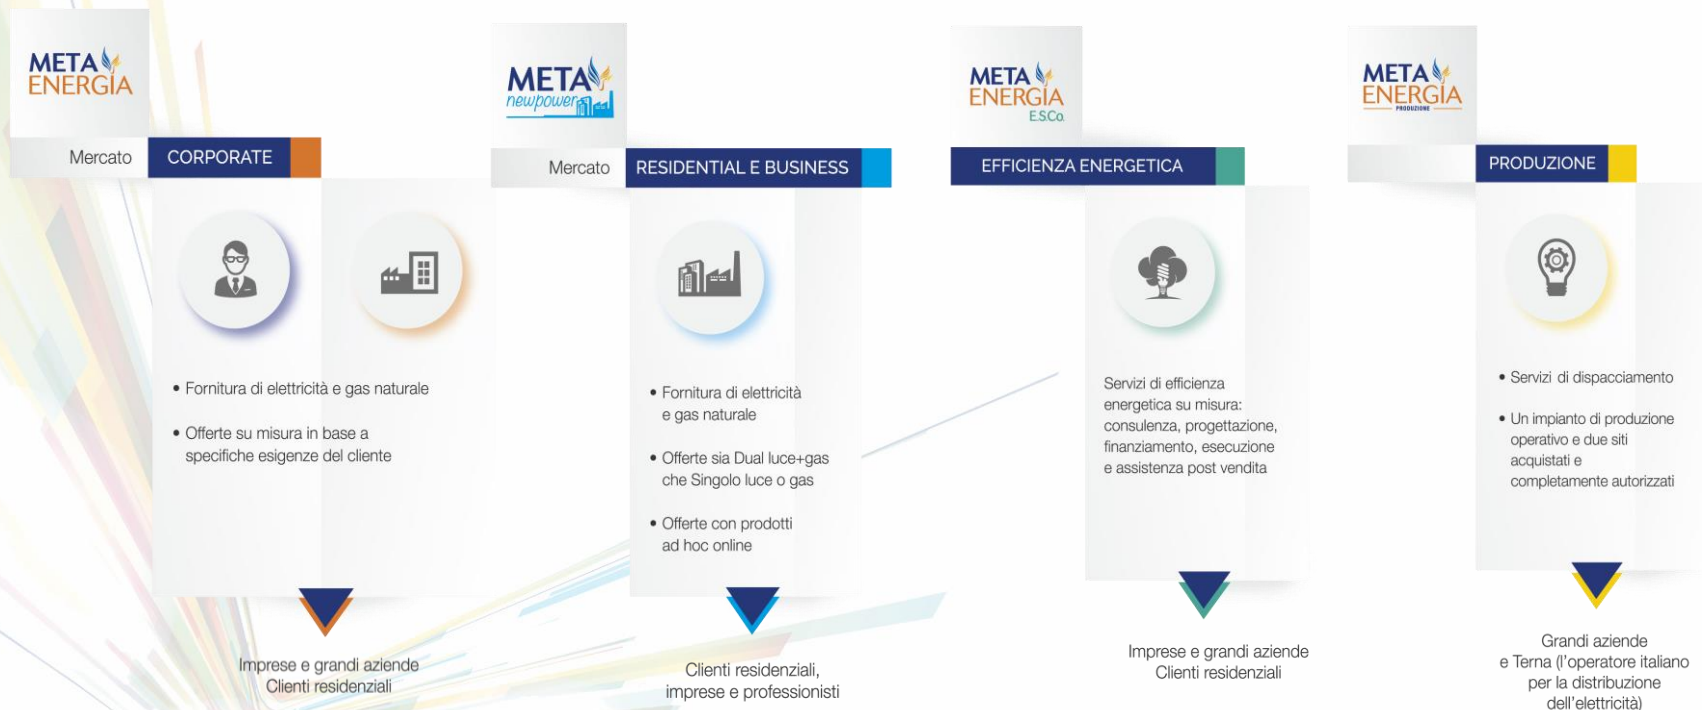 META
ENERGIA
Mercato
CORPORATE
• Fornitura di elettricità e gas naturale
• Offerte su misura in base a
specifiche esigenze del cliente
Imprese e grandi aziende
Clienti residenziali
META
newpower
Mercato
RESIDENTIAL E BUSINESS
• Fornitura di elettricità
e gas naturale
• Offerte sia Dual luce+gas
che Singolo luce o gas
• Offerte con prodotti
ad hoc online
Clienti residenziali,
imprese e professionisti
META
ENERGIA
E.S.Co.
EFFICIENZA ENERGETICA
Servizi di efficienza
energetica su misura:
consulenza, progettazione,
finanziamento, esecuzione
e assistenza post vendita
Imprese e grandi aziende
Clienti residenziali
META
ENERGIA
PRODUZIONE
PRODUZIONE
• Servizi di dispacciamento
• Un impianto di produzione
operativo e due siti
acquistati e
completamente autorizzati
Grandi aziende
e Terna (l'operatore italiano
per la distribuzione
dell'elettricità)